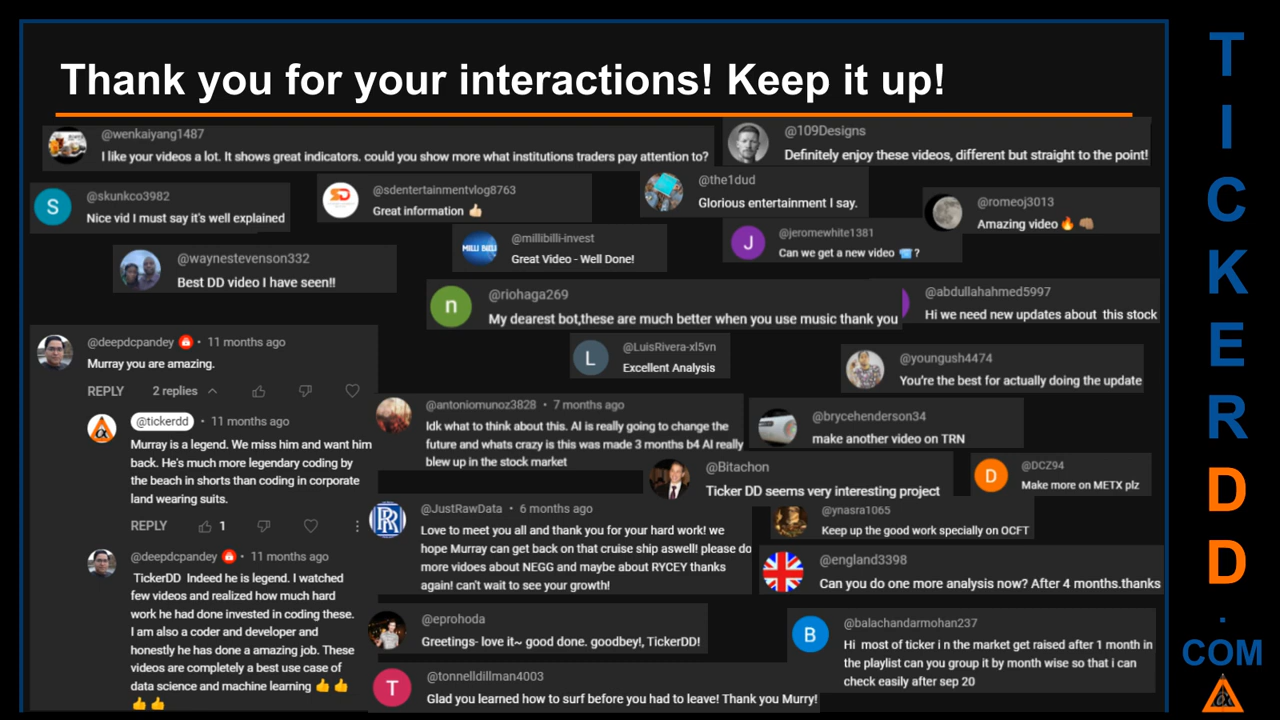 Thank you for your interactions! Keep it up!
@wenkaiyang1487
I like your videos a lot. It shows great indicators. could you show more what institutions traders pay attention to?
@109Designs
Definitely enjoy these videos, different but straight to the point!
S
@skunkco3982
Nice vid I must say it's well explained
@sdentertainmentvlog8763
Great information 👍🏻
@the1dud
Glorious entertainment I say.
@romeoj3013
Amazing video 🔥 👊🏽
@waynestevenson332
Best DD video I have seen!!
MILLI BILLI
@millibilli-invest
Great Video - Well Done!
J
@jeromewhite1381
Can we get a new video ?
n
@riohaga269
My dearest bot,these are much better when you use music thank you
@abdullahahmed5997
Hi we need new updates about this stock
L
@LuisRivera-xl5vn
Excellent Analysis
@youngush4474
You're the best for actually doing the update
@deepdcpandey • 11 months ago
Murray you are amazing.
REPLY 2 replies
@tickerdd • 11 months ago
Murray is a legend. We miss him and want him
back. He's much more legendary coding by
the beach in shorts than coding in corporate
land wearing suits.
REPLY 1
@deepdcpandey • 11 months ago
TickerDD Indeed he is legend. I watched
few videos and realized how much hard
work he had done invested in coding these.
I am also a coder and developer and
honestly he has done a amazing job. These
videos are completely a best use case of
data science and machine learning 👍 👍
👍 👍
@antoniomunoz3828 • 7 months ago
Idk what to think about this. AI is really going to change the
future and whats crazy is this was made 3 months b4 AI really
blew up in the stock market
@brycehenderson34
make another video on TRN
@Bitachon
Ticker DD seems very interesting project
D
@DCZ94
Make more on METX plz
@JustRawData • 6 months ago
Love to meet you all and thank you for your hard work! we
hope Murray can get back on that cruise ship aswell! please do
more vidoes about NEGG and maybe about RYCEY thanks
again! can't wait to see your growth!
@ynasra1065
Keep up the good work specially on OCFT
@england3398
Can you do one more analysis now? After 4 months.thanks
@eprohoda
Greetings- love it~ good done. goodbey!, TickerDD!
B
@balachandarmohan237
Hi most of ticker i n the market get raised after 1 month in
the playlist can you group it by month wise so that i can
check easily after sep 20
T
@tonnelldillman4003
Glad you learned how to surf before you had to leave! Thank you Murry!
T
I
C
K
E
R
D
D
.
COM